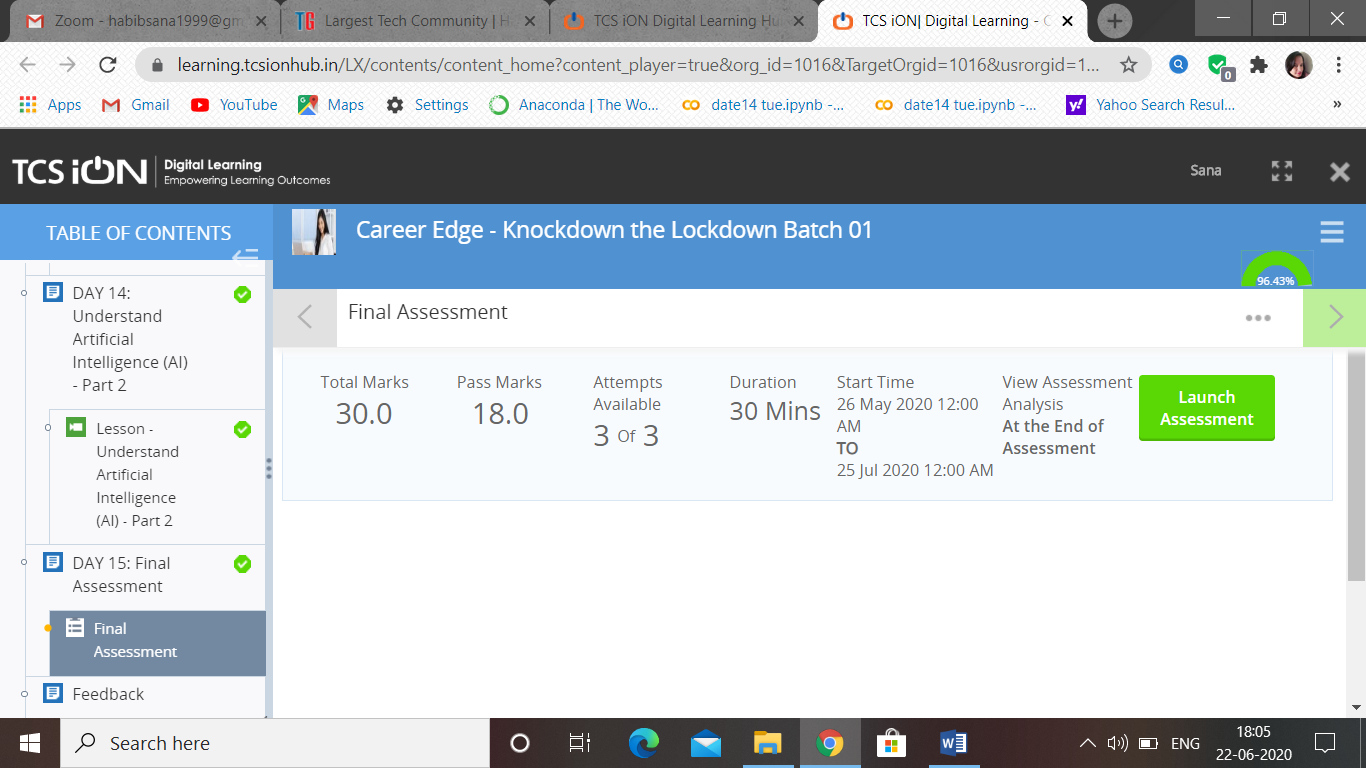 Zoom - habibsana1999@gm
Largest Tech Community | H
TCS iON Digital Learning Hu
TCS iON| Digital Learning - C
learning.tcsionhub.in/LX/contents/content_home?content_player=true&org_id=1016&TargetOrgid=1016&usrorgid=1...
0
Apps
Gmail
YouTube
Maps
Settings
Anaconda | The Wo...
date14 tue.ipynb -...
date14 tue.ipynb -...
Yahoo Search Resul...
»
TCS iON
Digital Learning
Empowering Learning Outcomes
Sana
TABLE OF CONTENTS
Career Edge - Knockdown the Lockdown Batch 01
96.43%
DAY 14:
Understand
Artificial
Intelligence (AI)
- Part 2
Lesson -
Understand
Artificial
Intelligence
(AI) - Part 2
DAY 15: Final
Assessment
Final
Assessment
Feedback
Final Assessment
Total Marks
30.0
Pass Marks
18.0
Attempts
Available
3 Of 3
Duration
30 Mins
Start Time
26 May 2020 12:00
AM
TO
25 Jul 2020 12:00 AM
View Assessment
Analysis
At the End of
Assessment
Launch
Assessment
Search here
ENG
18:05
22-06-2020